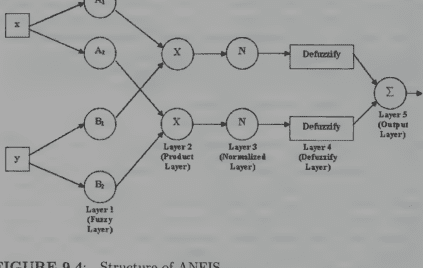 A1
x
A2
X
N
Defuzzify
Σ
B1
X
N
Defuzzify
Layer 5
(Output
Layer)
y
Layer 2
(Product
Layer)
Layer 3
(Normalized
Layer)
Layer 4
(Defuzzify
Layer)
B2
Layer 1
(Fuzzy
Layer)
FIGURE 9.4: Structure of ANFIS